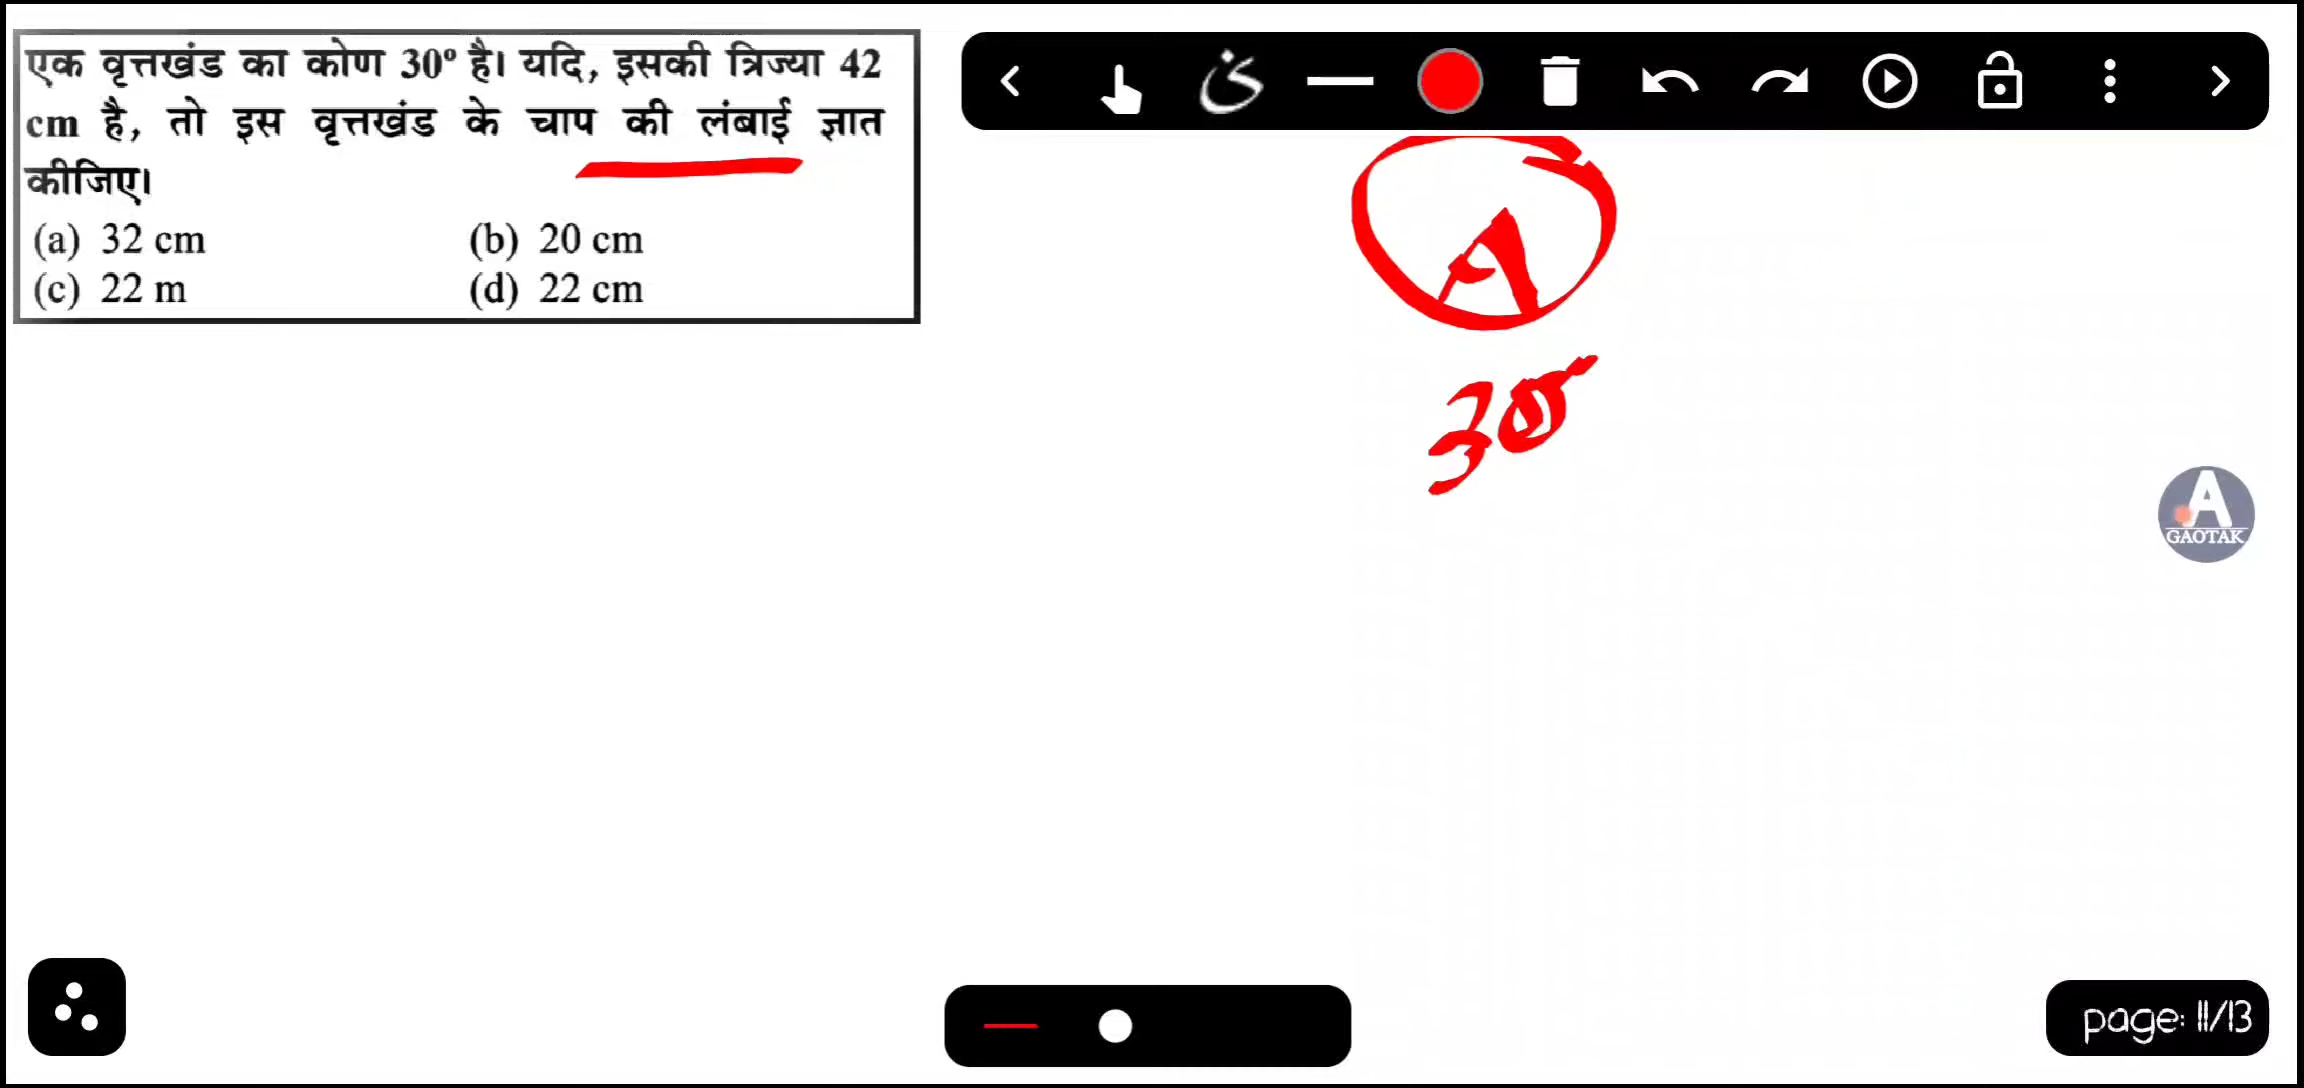 एक वृत्तखंड का कोण 30° है। यदि, इसकी त्रिज्या 42
cm है, तो इस वृत्तखंड के चाप की लंबाई ज्ञात
कीजिए।
(a) 32 cm (b) 20 cm
(c) 22 m (d) 22 cm
30°
A
GAOTAK
page: 11/13